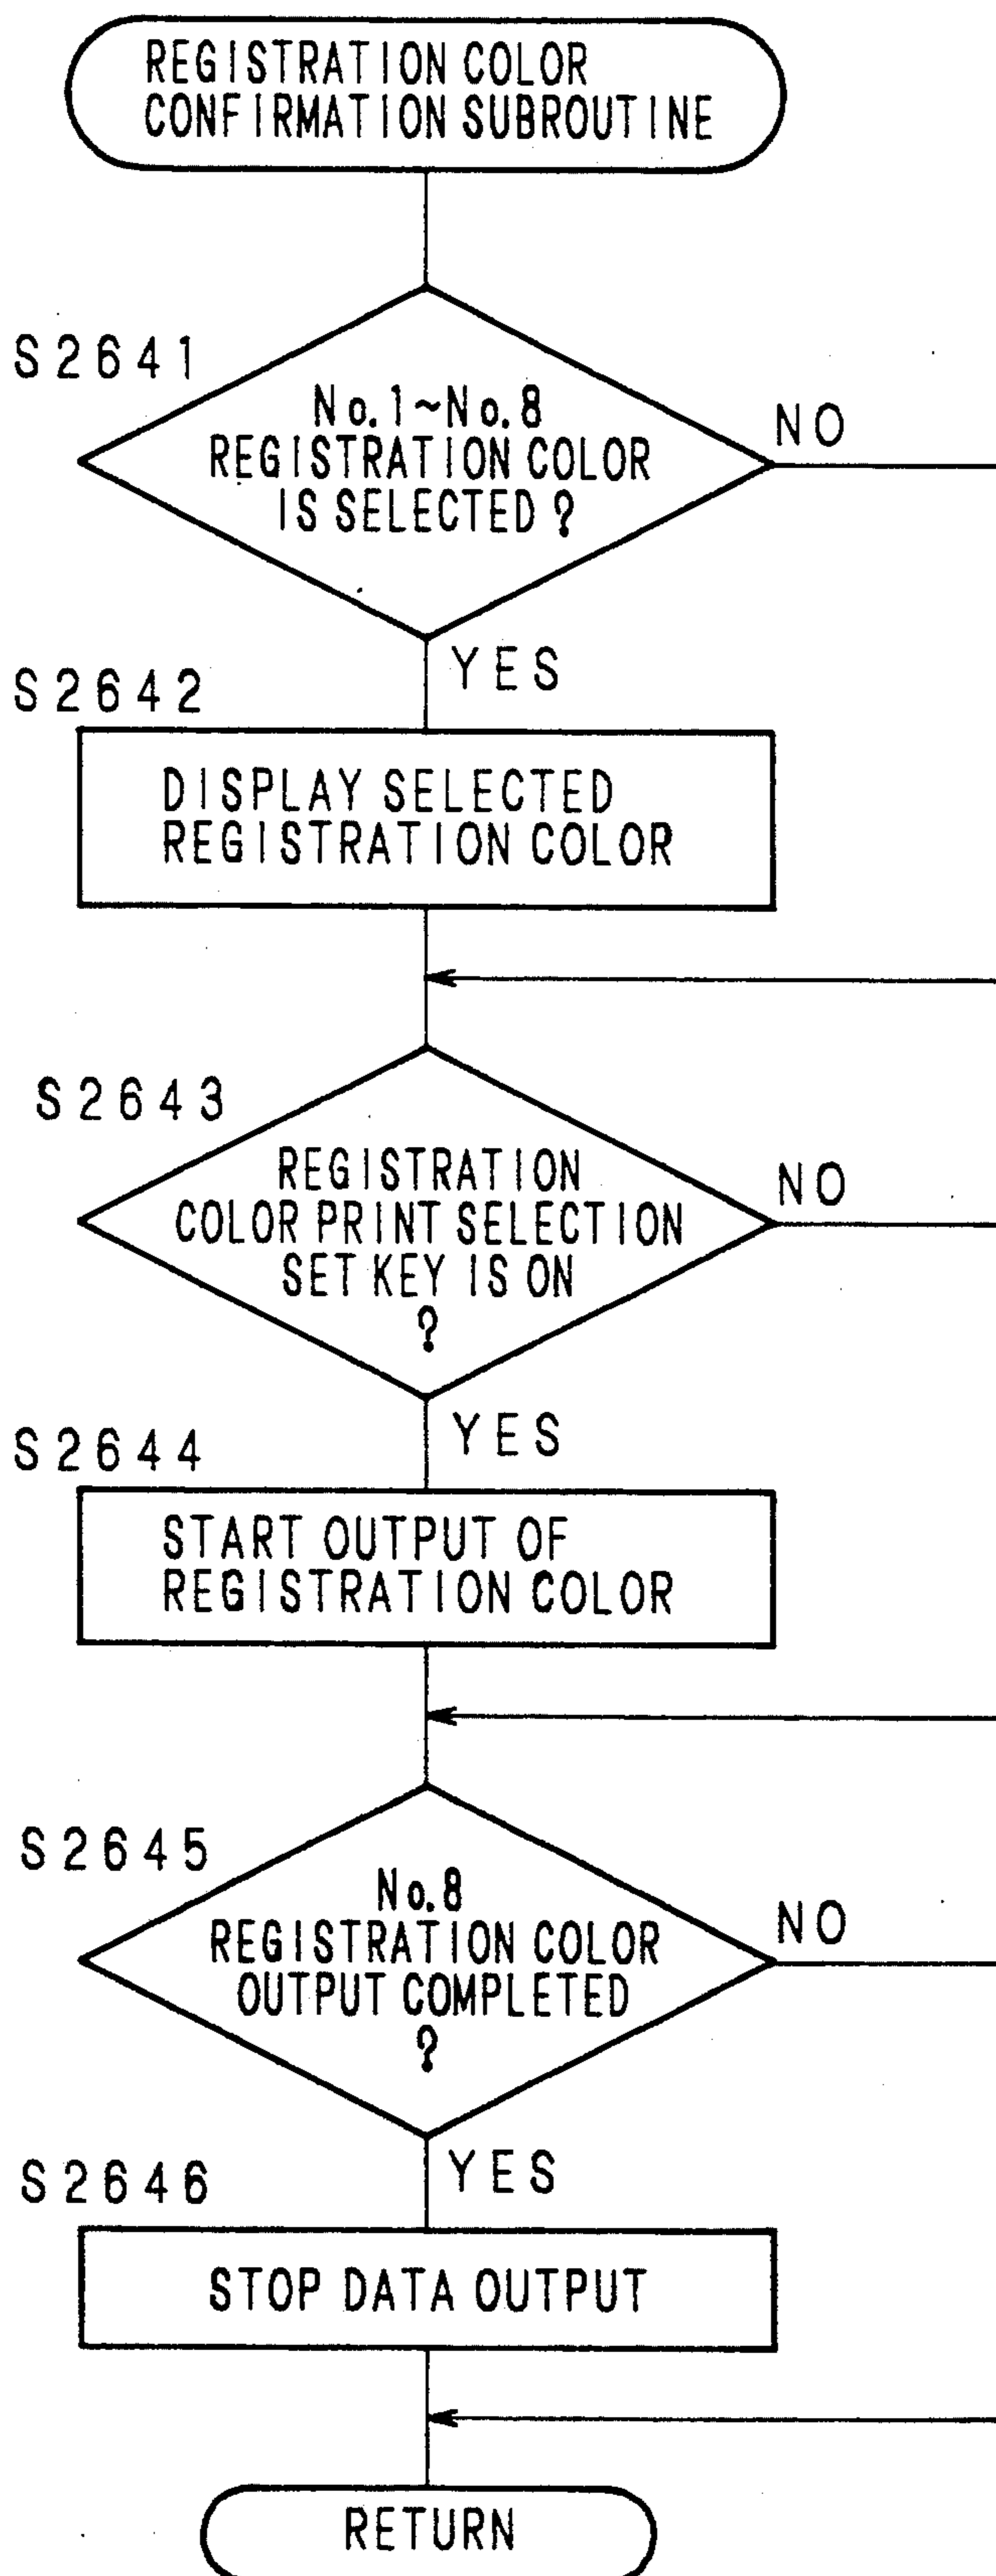 REGISTRATION COLOR
CONFIRMATION SUBROUTINE
S2641
No.1~No.8
REGISTRATION COLOR
IS SELECTED ?
NO
YES
S2642
DISPLAY SELECTED
REGISTRATION COLOR
S2643
REGISTRATION
COLOR PRINT SELECTION
SET KEY IS ON
?
NO
YES
S2644
START OUTPUT OF
REGISTRATION COLOR
S2645
No.8
REGISTRATION COLOR
OUTPUT COMPLETED
?
NO
YES
S2646
STOP DATA OUTPUT
RETURN